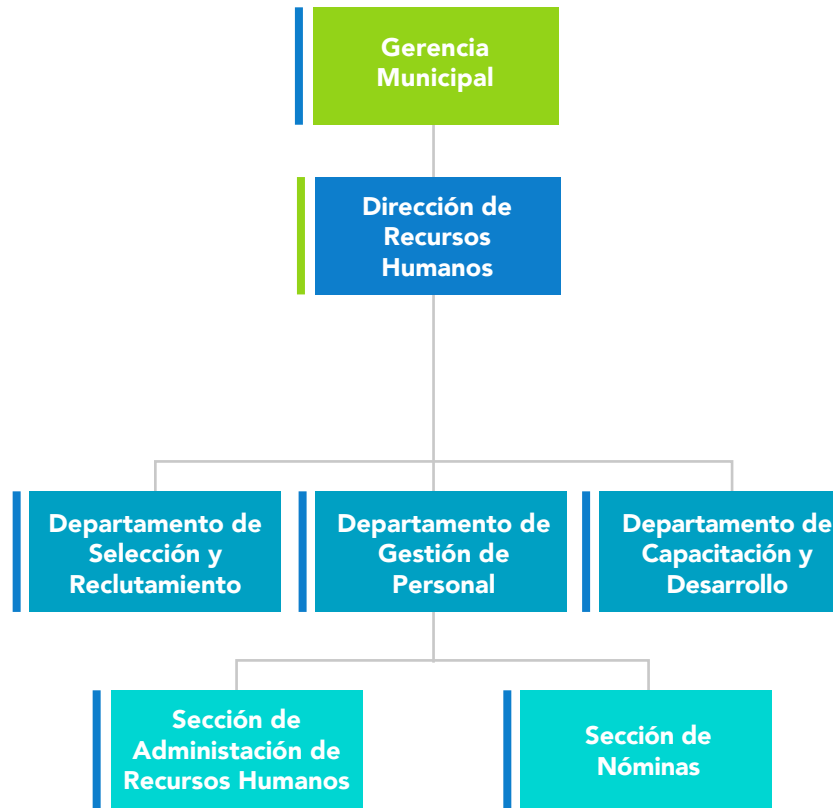 Gerencia
Municipal
Dirección de
Recursos
Humanos
Departamento de
Selección y
Reclutamiento
Departamento de
Gestión de
Personal
Departamento de
Capacitación y
Desarrollo
Sección de
Administación de
Recursos Humanos
Sección de
Nóminas